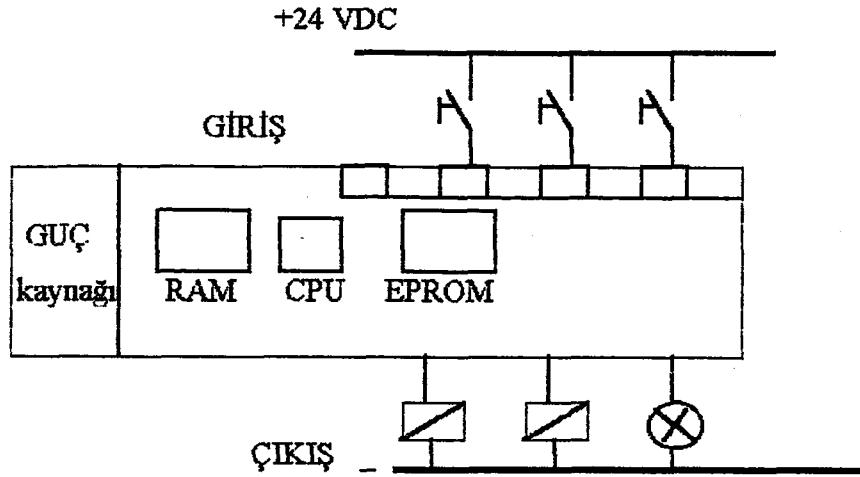 +24 VDC
GİRİŞ
GUÇ
kaynağı
RAM
CPU
EPROM
ÇIKIŞ
–